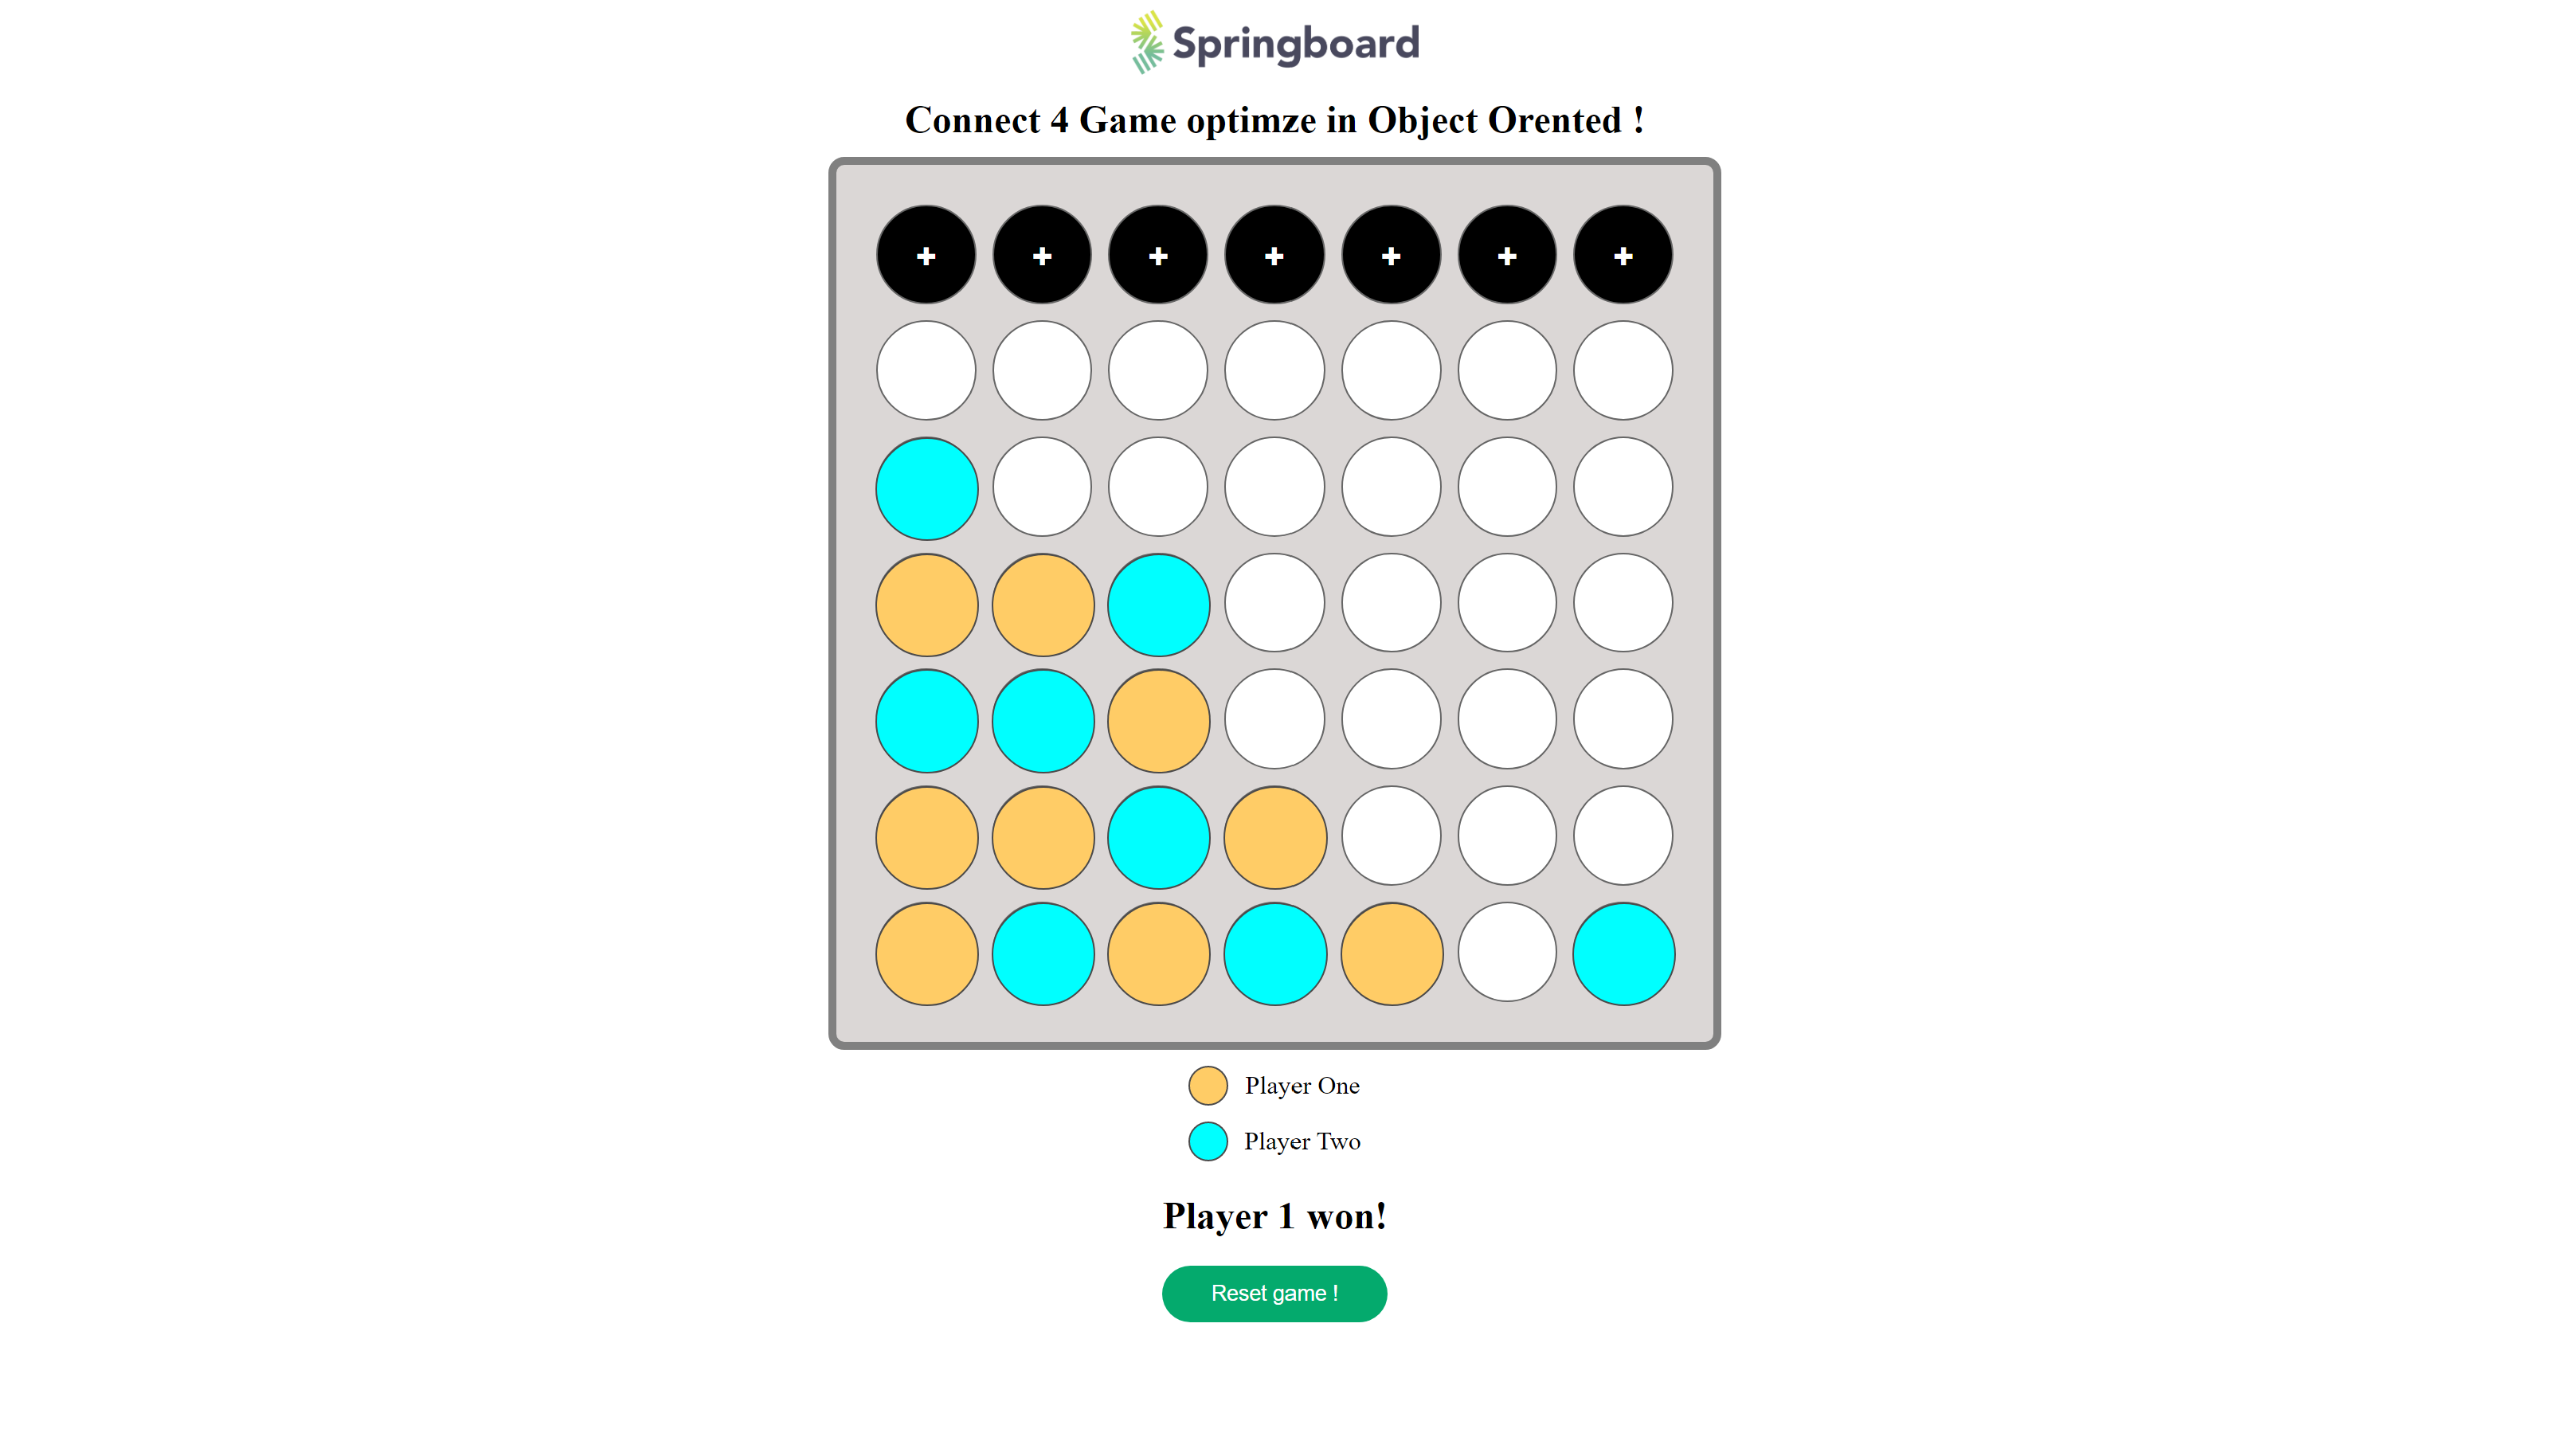 Springboard
Connect 4 Game optimze in Object Orented !
+ + + + + + +
Player One
Player Two
Player 1 won!
Reset game !